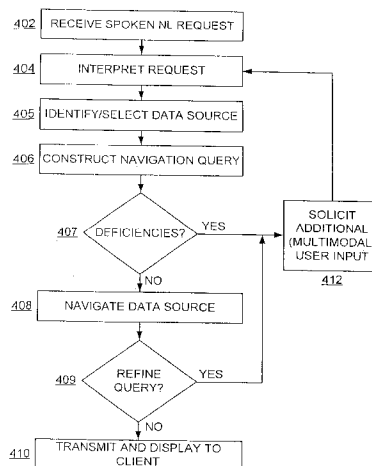 402 RECEIVE SPOKEN NL REQUEST
404 INTERPRET REQUEST
405 IDENTIFY/SELECT DATA SOURCE
406 CONSTRUCT NAVIGATION QUERY
407 DEFICIENCIES? YES
SOLICIT
ADDITIONAL
(MULTIMODAL
USER INPUT
412
NO
408 NAVIGATE DATA SOURCE
409 REFINE
QUERY?
YES
NO
410 TRANSMIT AND DISPLAY TO
CLIENT